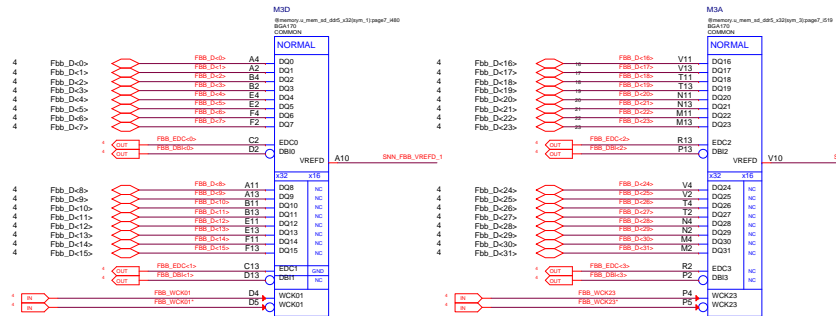 M3D
@memory.u_mem_sd_ddr5_x32(sym_1):page7_i480
BGA170
COMMON
NORMAL
4 Fbb_D<0> FBB_D<0> A4 DQ0
4 Fbb_D<1> FBB_D<1> A2 DQ1
4 Fbb_D<2> FBB_D<2> B4 DQ2
4 Fbb_D<3> FBB_D<3> B2 DQ3
4 Fbb_D<4> FBB_D<4> E4 DQ4
4 Fbb_D<5> FBB_D<5> E2 DQ5
4 Fbb_D<6> FBB_D<6> F4 DQ6
4 Fbb_D<7> FBB_D<7> F2 DQ7
4 OUT FBB_EDC<0> C2 EDC0
4 OUT FBB_DBI<0> D2 DBI0
VREFD A10 SNN_FBB_VREFD_1
x32 x16
4 Fbb_D<8> FBB_D<8> A11 DQ8 NC
4 Fbb_D<9> FBB_D<9> A13 DQ9 NC
4 Fbb_D<10> FBB_D<10> B11 DQ10 NC
4 Fbb_D<11> FBB_D<11> B13 DQ11 NC
4 Fbb_D<12> FBB_D<12> E11 DQ12 NC
4 Fbb_D<13> FBB_D<13> E13 DQ13 NC
4 Fbb_D<14> FBB_D<14> F11 DQ14 NC
4 Fbb_D<15> FBB_D<15> F13 DQ15 NC
4 OUT FBB_EDC<1> C13 EDC1 GND
4 OUT FBB_DBI<1> D13 DBI1 NC
4 IN FBB_WCK01 D4 WCK01
4 IN FBB_WCK01* D5 WCK01
M3A
@memory.u_mem_sd_ddr5_x32(sym_3):page7_i519
BGA170
COMMON
NORMAL
4 Fbb_D<16> 16 FBB_D<16> V11 DQ16
4 Fbb_D<17> 17 FBB_D<17> V13 DQ17
4 Fbb_D<18> 18 FBB_D<18> T11 DQ18
4 Fbb_D<19> 19 FBB_D<19> T13 DQ19
4 Fbb_D<20> 20 FBB_D<20> N11 DQ20
4 Fbb_D<21> 21 FBB_D<21> N13 DQ21
4 Fbb_D<22> 22 FBB_D<22> M11 DQ22
4 Fbb_D<23> 23 FBB_D<23> M13 DQ23
4 OUT FBB_EDC<2> R13 EDC2
4 OUT FBB_DBI<2> P13 DBI2
VREFD V10
x32 x16
4 Fbb_D<24> FBB_D<24> V4 DQ24 NC
4 Fbb_D<25> FBB_D<25> V2 DQ25 NC
4 Fbb_D<26> FBB_D<26> T4 DQ26 NC
4 Fbb_D<27> FBB_D<27> T2 DQ27 NC
4 Fbb_D<28> FBB_D<28> N4 DQ28 NC
4 Fbb_D<29> FBB_D<29> N2 DQ29 NC
4 Fbb_D<30> FBB_D<30> M4 DQ30 NC
4 Fbb_D<31> FBB_D<31> M2 DQ31 NC
4 OUT FBB_EDC<3> R2 EDC3 NC
4 OUT FBB_DBI<3> P2 DBI3 NC
4 IN FBB_WCK23 P4 WCK23
4 IN FBB_WCK23* P5 WCK23